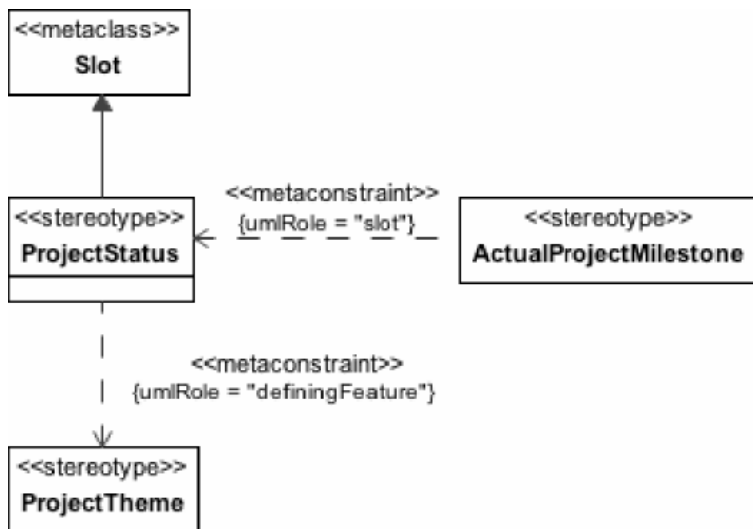 <<metaclass>>
Slot
<<stereotype>>
ProjectStatus
<<metaconstraint>>
{umlRole = "slot"}
<<stereotype>>
ActualProjectMilestone
<<metaconstraint>>
{umlRole = "definingFeature"}
<<stereotype>>
ProjectTheme